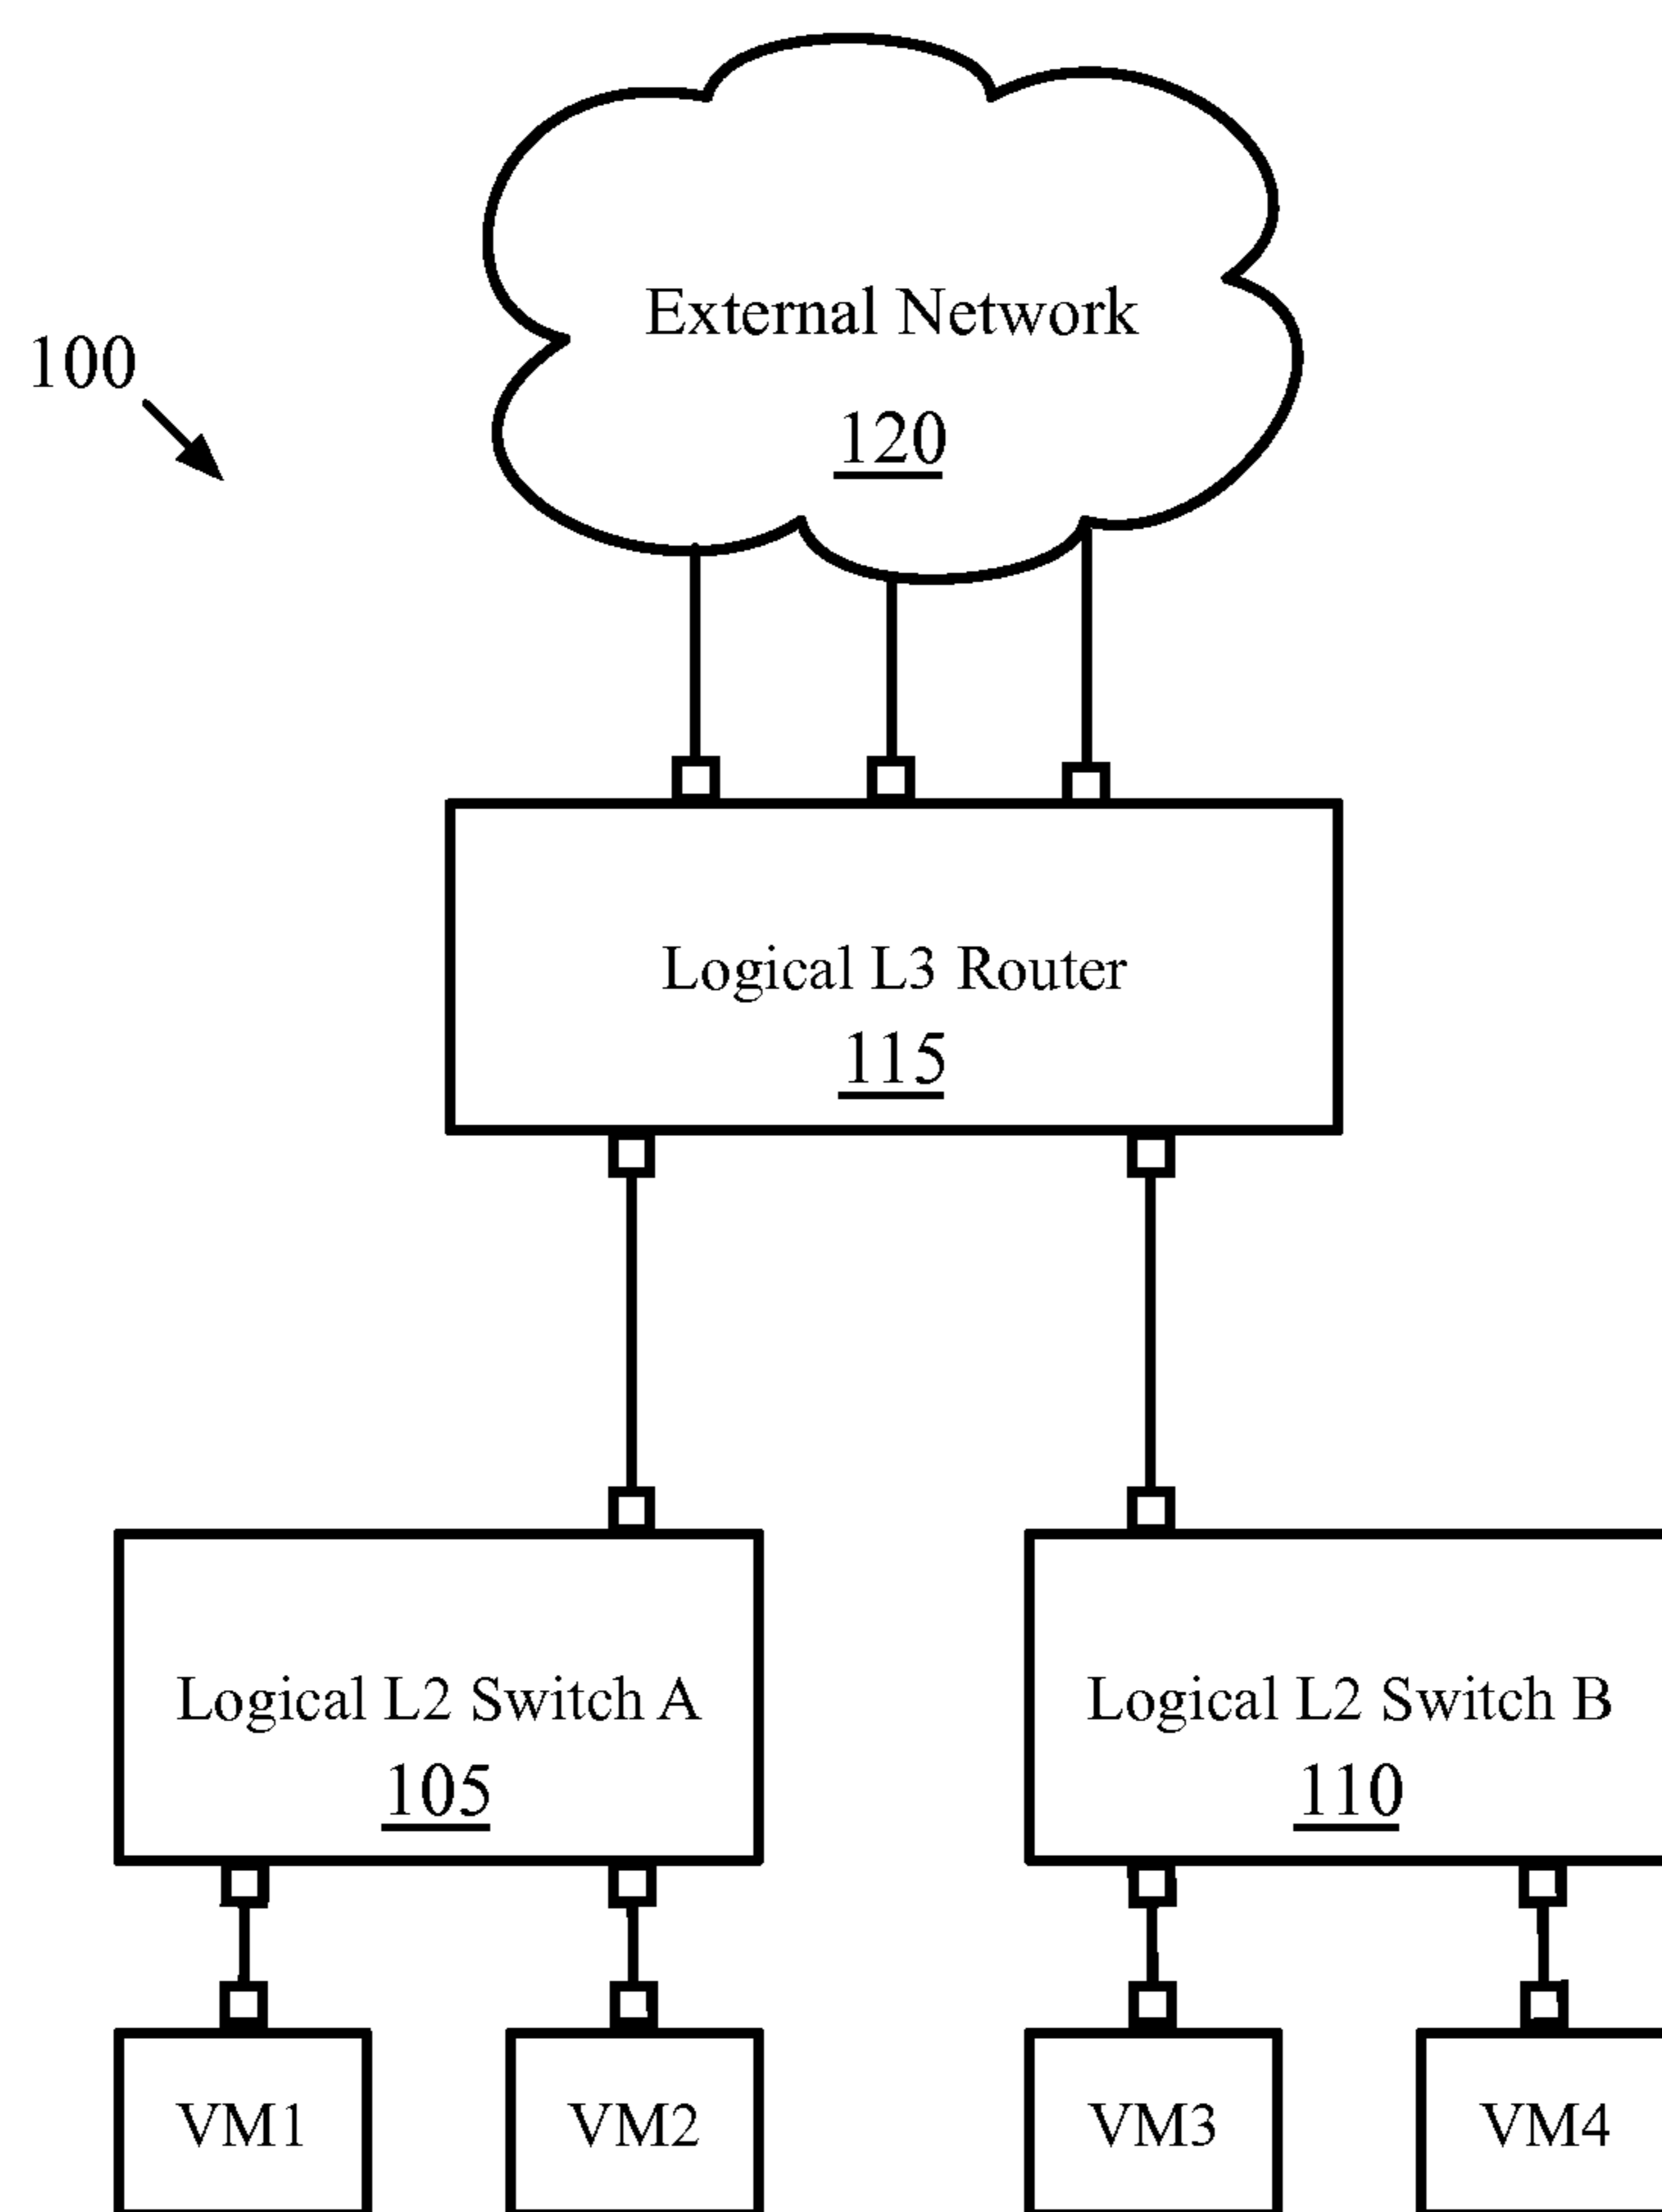 External Network
100
120
Logical L3 Router
115
Logical L2 Switch A
Logical L2 Switch B
105
110
VM1
VM2
VM3
VM4